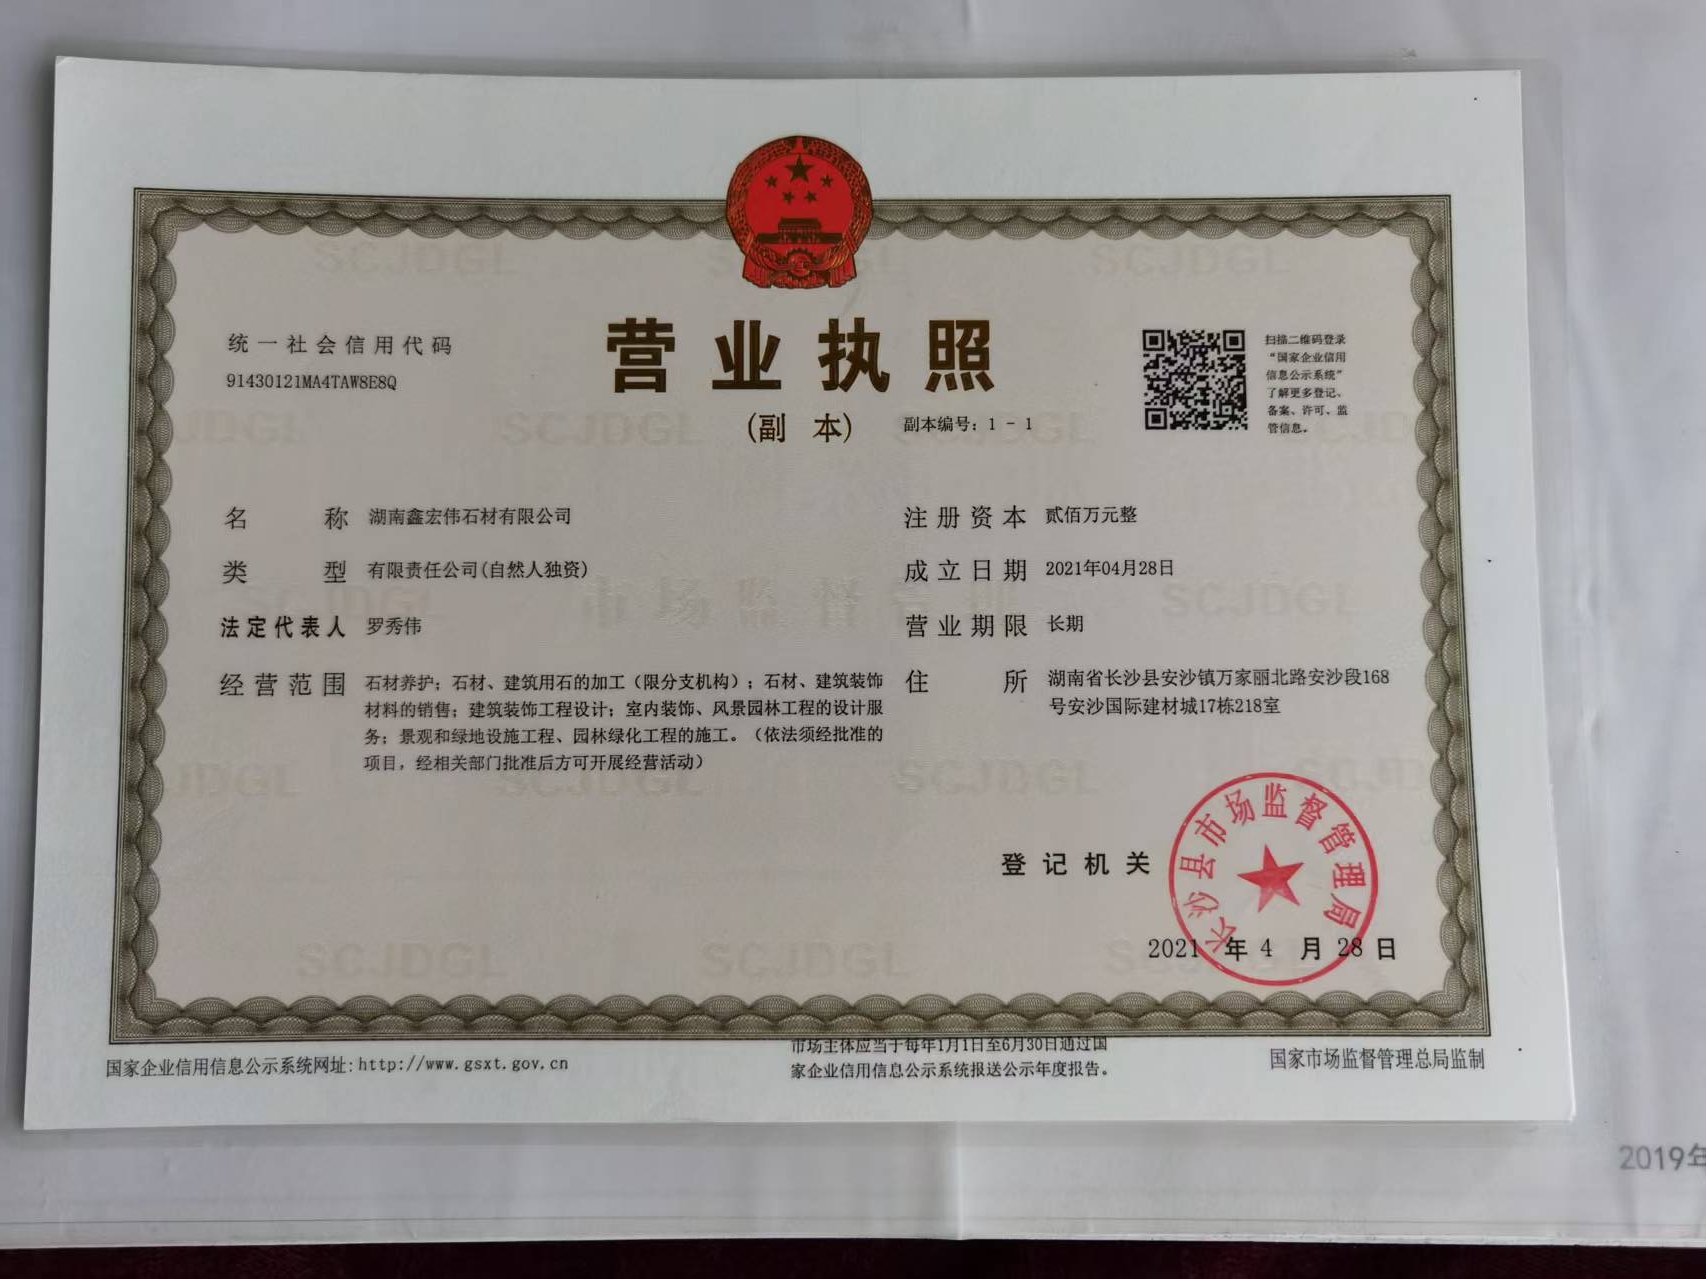 统一社会信用代码
91430121MA4TAW8E8Q
营业执照
(副 本)
副本编号：1 - 1
扫描二维码登录
“国家企业信用
信息公示系统”
了解更多登记、
备案、许可、监
管信息。
名 称 湖南鑫宏伟石材有限公司
类 型 有限责任公司(自然人独资)
法定代表人 罗秀伟
经营范围 石材养护；石材、建筑用石的加工（限分支机构）；石材、建筑装饰
材料的销售；建筑装饰工程设计；室内装饰、风景园林工程的设计服
务；景观和绿地设施工程、园林绿化工程的施工。（依法须经批准的
项目，经相关部门批准后方可开展经营活动）
注册资本 贰佰万元整
成立日期 2021年04月28日
营业期限 长期
住 所 湖南省长沙县安沙镇万家丽北路安沙段168
号安沙国际建材城17栋218室
登记机关
长沙县市场监督管理局
2021 年 4 月 28 日
国家企业信用信息公示系统网址:http://www.gsxt.gov.cn
市场主体应当于每年1月1日至6月30日通过国
家企业信用信息公示系统报送公示年度报告。
国家市场监督管理总局监制
2019年
SCJDGL
市场监督管理